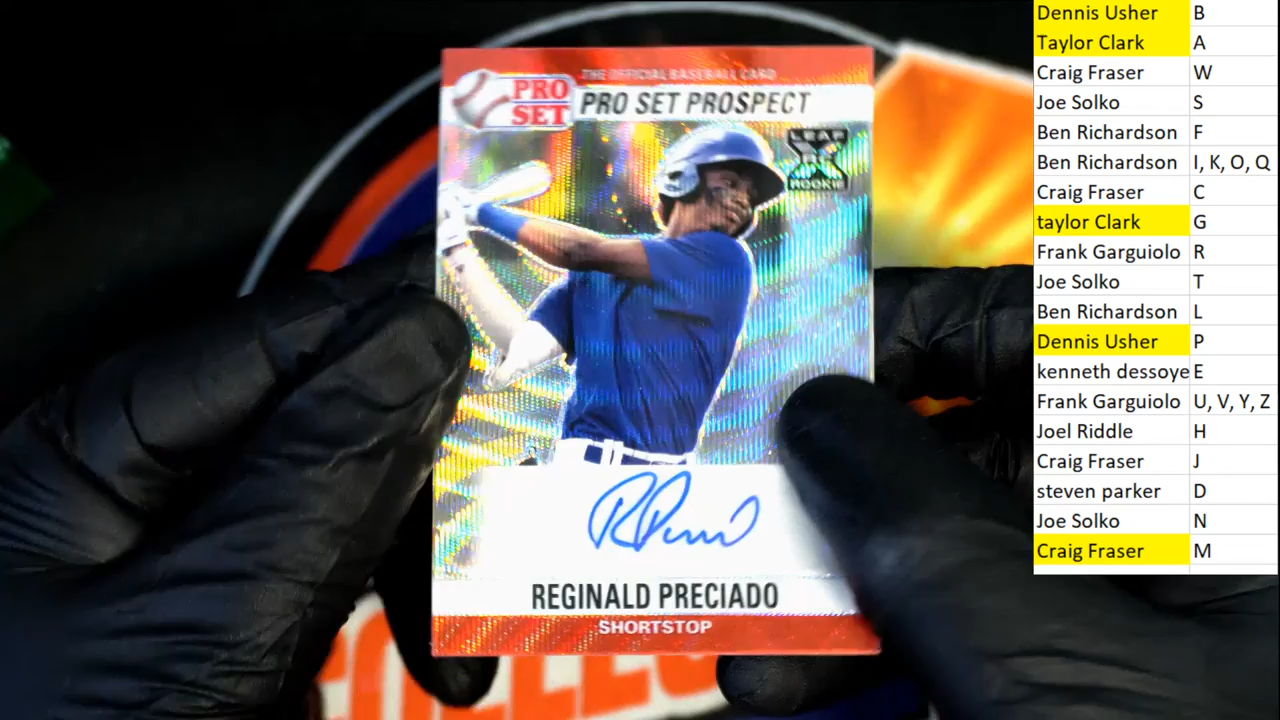 THE OFFICIAL BASEBALL CARD
PRO SET
PRO SET PROSPECT
LEAF
ROOKIE
REGINALD PRECIADO
SHORTSTOP
Dennis Usher B
Taylor Clark A
Craig Fraser W
Joe Solko S
Ben Richardson F
Ben Richardson I, K, O, Q
Craig Fraser C
taylor Clark G
Frank Garguiolo R
Joe Solko T
Ben Richardson L
Dennis Usher P
kenneth dessoye E
Frank Garguiolo U, V, Y, Z
Joel Riddle H
Craig Fraser J
steven parker D
Joe Solko N
Craig Fraser M